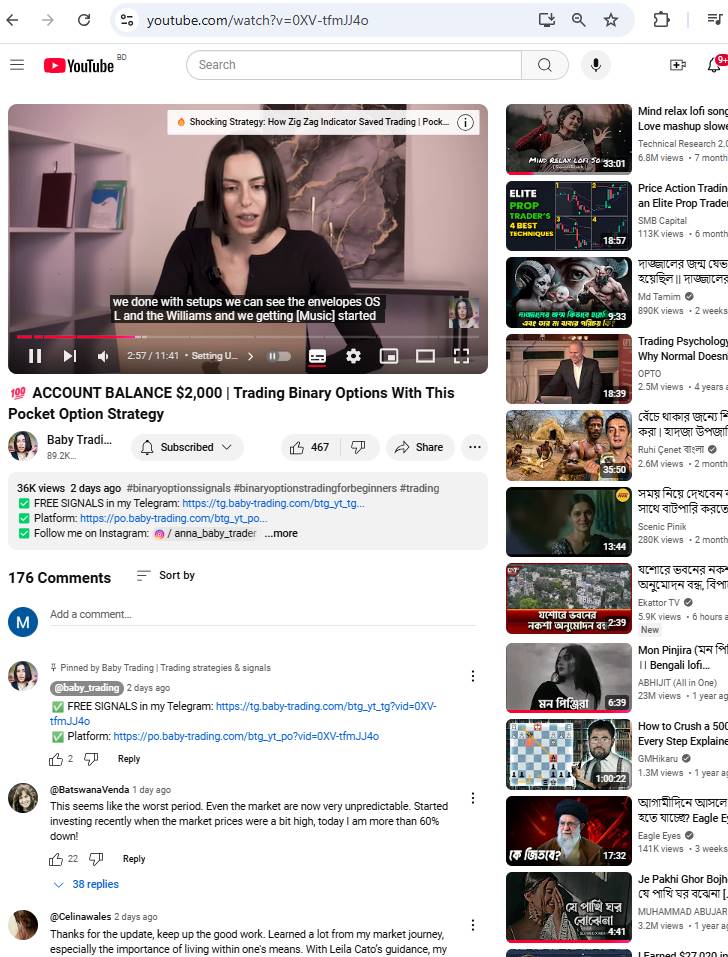 youtube.com/watch?v=0XV-tfmJJ4o
YouTube BD
Search
9+
🔥 Shocking Strategy: How Zig Zag Indicator Saved Trading | Pock...
we done with setups we can see the envelopes OS
L and the Williams and we getting [Music] started
2:57 / 11:41 • Setting U...
💯 ACCOUNT BALANCE $2,000 | Trading Binary Options With This
Pocket Option Strategy
Baby Tradi...
89.2K...
Subscribed
467
Share
36K views 2 days ago #binaryoptionssignals #binaryoptionstradingforbeginners #trading
✅ FREE SIGNALS in my Telegram: https://tg.baby-trading.com/btg_yt_tg...
✅ Platform: https://po.baby-trading.com/btg_yt_po...
✅ Follow me on Instagram: / anna_baby_trader ...more
176 Comments
Sort by
M
Add a comment...
Pinned by Baby Trading | Trading strategies & signals
@baby_trading 2 days ago
✅ FREE SIGNALS in my Telegram: https://tg.baby-trading.com/btg_yt_tg?vid=0XV-
tfmJJ4o
✅ Platform: https://po.baby-trading.com/btg_yt_po?vid=0XV-tfmJJ4o
2
Reply
@BatswanaVenda 1 day ago
This seems like the worst period. Even the market are now very unpredictable. Started
investing recently when the market prices were a bit high, today I am more than 60%
down!
22
Reply
38 replies
@Celinawales 2 days ago
Thanks for the update, keep up the good work. Learned a lot from my market journey,
especially the importance of living within one's means. With Leila Cato's guidance, my
MIND RELAX LOFI SO
33:01
Mind relax lofi song
Love mashup slowe
Technical Research 2.0
6.8M views • 7 month
ELITE
PROP
TRADER'S
4 BEST
TECHNIQUES
1
2
3
4
18:57
Price Action Tradin
an Elite Prop Trader
SMB Capital
113K views • 6 month
দাজ্জালের জন্ম কিভাবে হয়েছিল
এবং তার মা বাবার পরিচয় কি?
9:33
দাজ্জালের জন্ম যেভ
হয়েছিল॥ দাজ্জালের
Md Tamim
890K views • 2 weeks
18:39
Trading Psychology
Why Normal Doesn'
OPTO
2.5M views • 4 years a
35:50
বেঁচে থাকার জন্যে শি
করা। হাদজা উপজাতি
Ruhi Çenet বাংলা
2.6M views • 2 month
13:44
সময় নিয়ে দেখবেন ব
সাথে বাটপারি করতে
Scenic Pinik
280K views • 2 month
যশোরে ভবনের
নকশা অনুমোদন বন্ধ
2:39
যশোরে ভবনের নকশ
অনুমোদন বন্ধ, বিপা
Ekattor TV
5.9K views • 6 hours a
New
মন পিঞ্জিরা
6:39
Mon Pinjira (মন পিঞ্
।। Bengali lofi...
ABHIJIT (All in One)
23M views • 1 year ag
1:00:22
How to Crush a 500
Every Step Explaine
GMHikaru
1.3M views • 1 year ag
কে জিতবে?
17:32
আগামীদিনে আসলে
হতে যাচ্ছে? Eagle Ey
Eagle Eyes
141K views • 3 weeks
যে পাখি ঘর
বোঝেনা
4:41
Je Pakhi Ghor Bojh
যে পাখি ঘর বঝেনা [..
MUHAMMAD ABUJAR
3.2M views • 1 year ag
I Earned $27,020 in